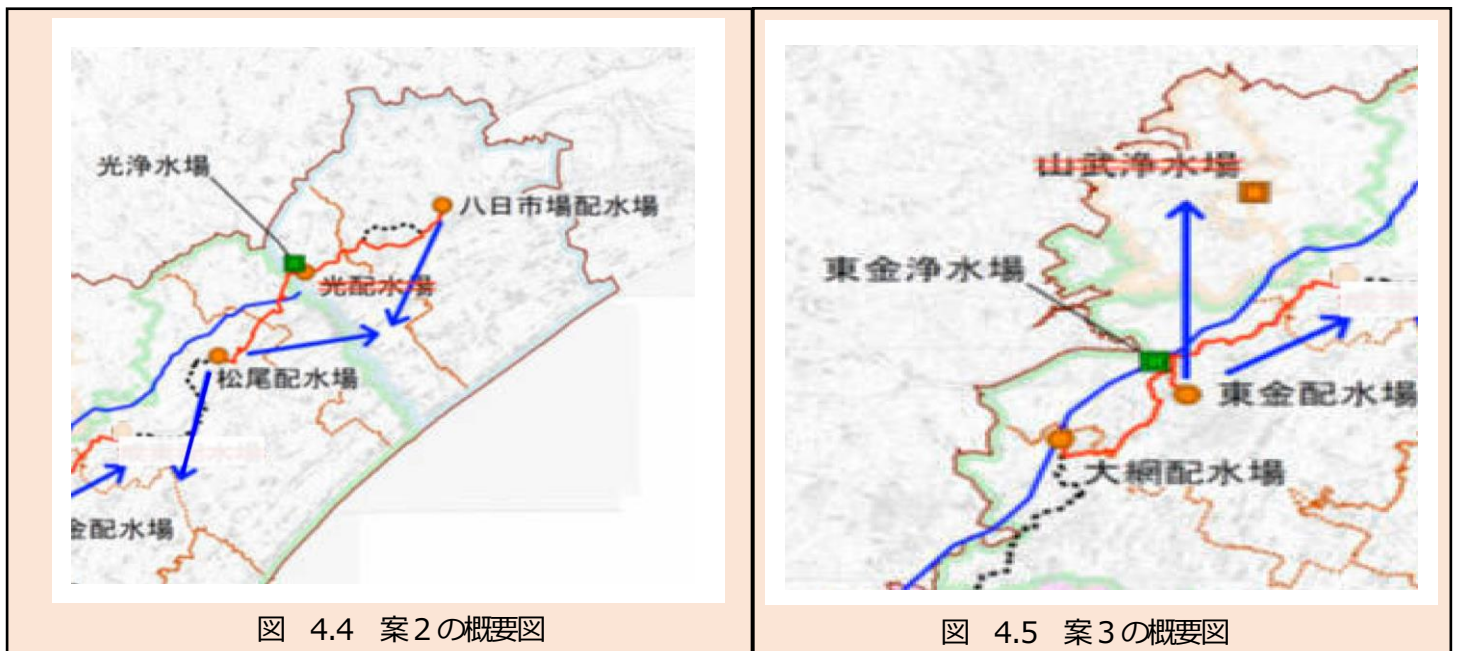 光浄水場
八日市場配水場
光配水場
松尾配水場
金配水場
図 4.4 案2の概要図
山武浄水場
東金浄水場
東金配水場
大網配水場
図 4.5 案3の概要図